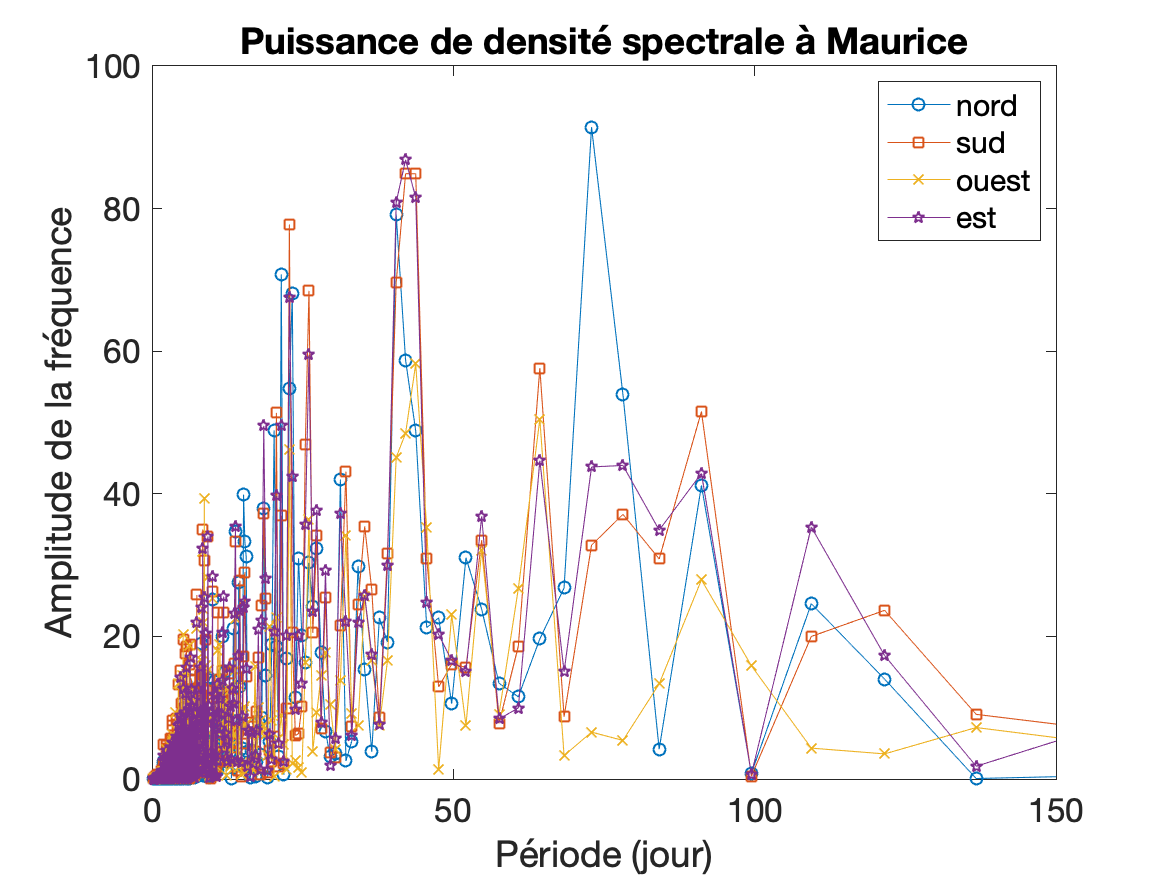 Puissance de densité spectrale à Maurice
100
80
60
40
20
0
Amplitude de la fréquence
nord
sud
ouest
est
0
50
100
150
Période (jour)